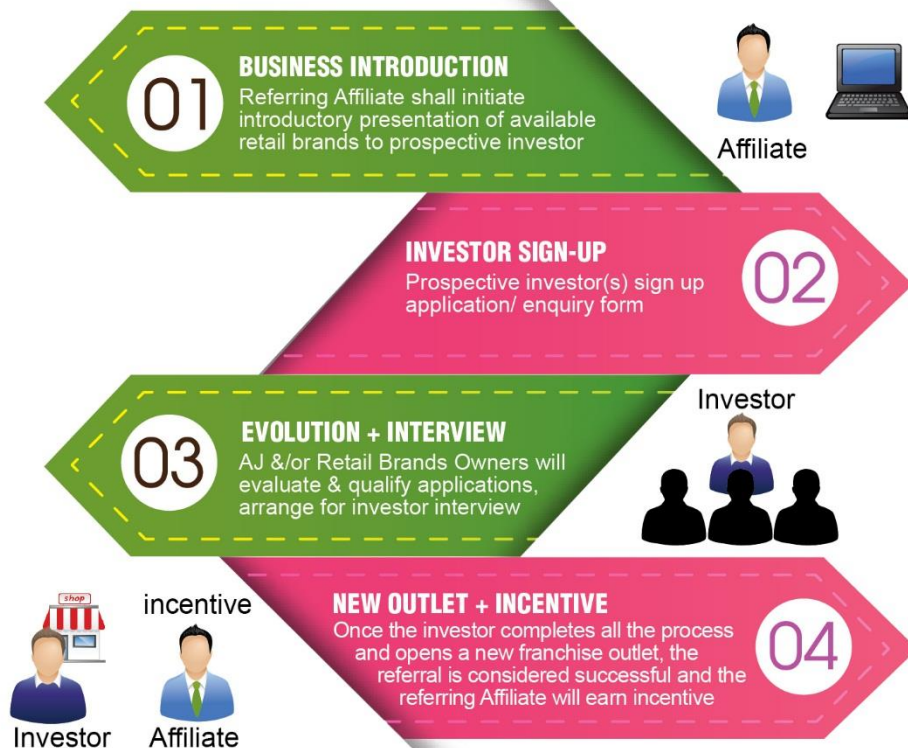 01
BUSINESS INTRODUCTION
Referring Affiliate shall initiate
introductory presentation of available
retail brands to prospective investor
Affiliate
INVESTOR SIGN-UP
Prospective investor(s) sign up
application/ enquiry form
02
03
EVOLUTION + INTERVIEW
AJ &/or Retail Brands Owners will
evaluate & qualify applications,
arrange for investor interview
Investor
shop
incentive
Investor
Affiliate
NEW OUTLET + INCENTIVE
Once the investor completes all the process
and opens a new franchise outlet, the
referral is considered successful and the
referring Affiliate will earn incentive
04